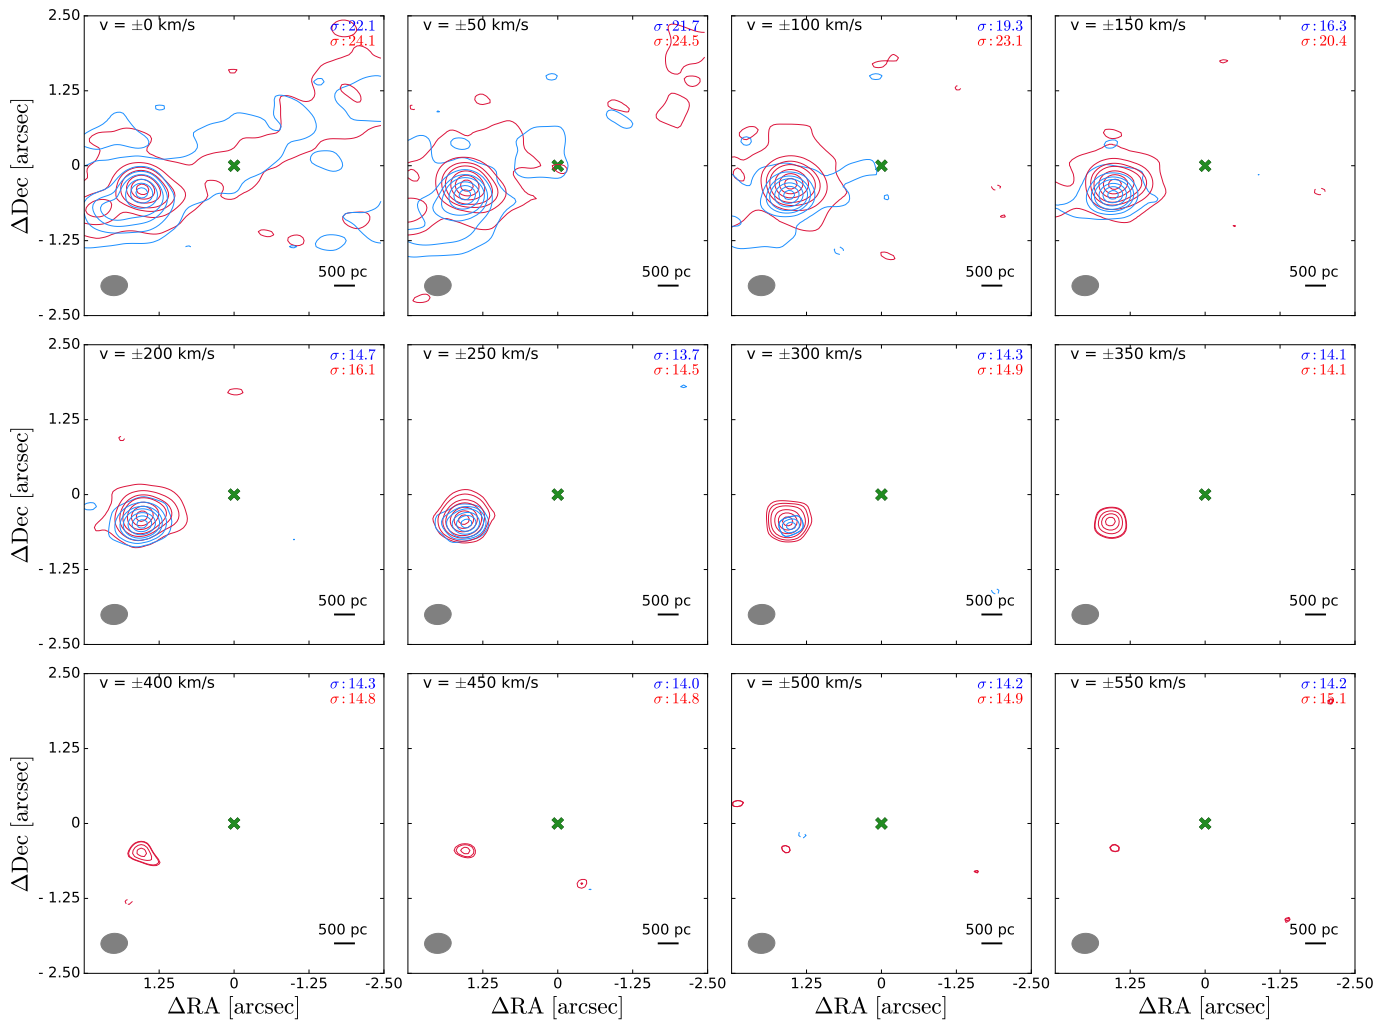 2.50
v = ±0 km/s
σ : 22.1
σ : 24.1
v = ±50 km/s
σ : 21.7
σ : 24.5
v = ±100 km/s
σ : 19.3
σ : 23.1
v = ±150 km/s
σ : 16.3
σ : 20.4
1.25
0
- 1.25
- 2.50
ΔDec [arcsec]
500 pc
500 pc
500 pc
500 pc
2.50
v = ±200 km/s
σ : 14.7
σ : 16.1
v = ±250 km/s
σ : 13.7
σ : 14.5
v = ±300 km/s
σ : 14.3
σ : 14.9
v = ±350 km/s
σ : 14.1
σ : 14.1
1.25
0
- 1.25
- 2.50
ΔDec [arcsec]
500 pc
500 pc
500 pc
500 pc
2.50
v = ±400 km/s
σ : 14.3
σ : 14.8
v = ±450 km/s
σ : 14.0
σ : 14.8
v = ±500 km/s
σ : 14.2
σ : 14.9
v = ±550 km/s
σ : 14.2
σ : 15.1
1.25
0
- 1.25
- 2.50
ΔDec [arcsec]
500 pc
500 pc
500 pc
500 pc
1.25 0 -1.25 -2.50
1.25 0 -1.25 -2.50
1.25 0 -1.25 -2.50
1.25 0 -1.25 -2.50
ΔRA [arcsec]
ΔRA [arcsec]
ΔRA [arcsec]
ΔRA [arcsec]